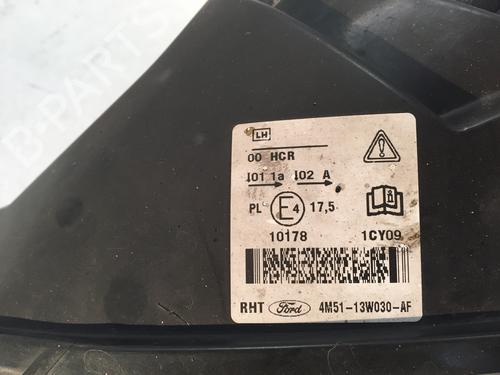 B-PARTS
LH
00 HCR
I01 1a I02 A
PL E4 17,5
10178 1CY09
RHT Ford 4M51-13W030-AF